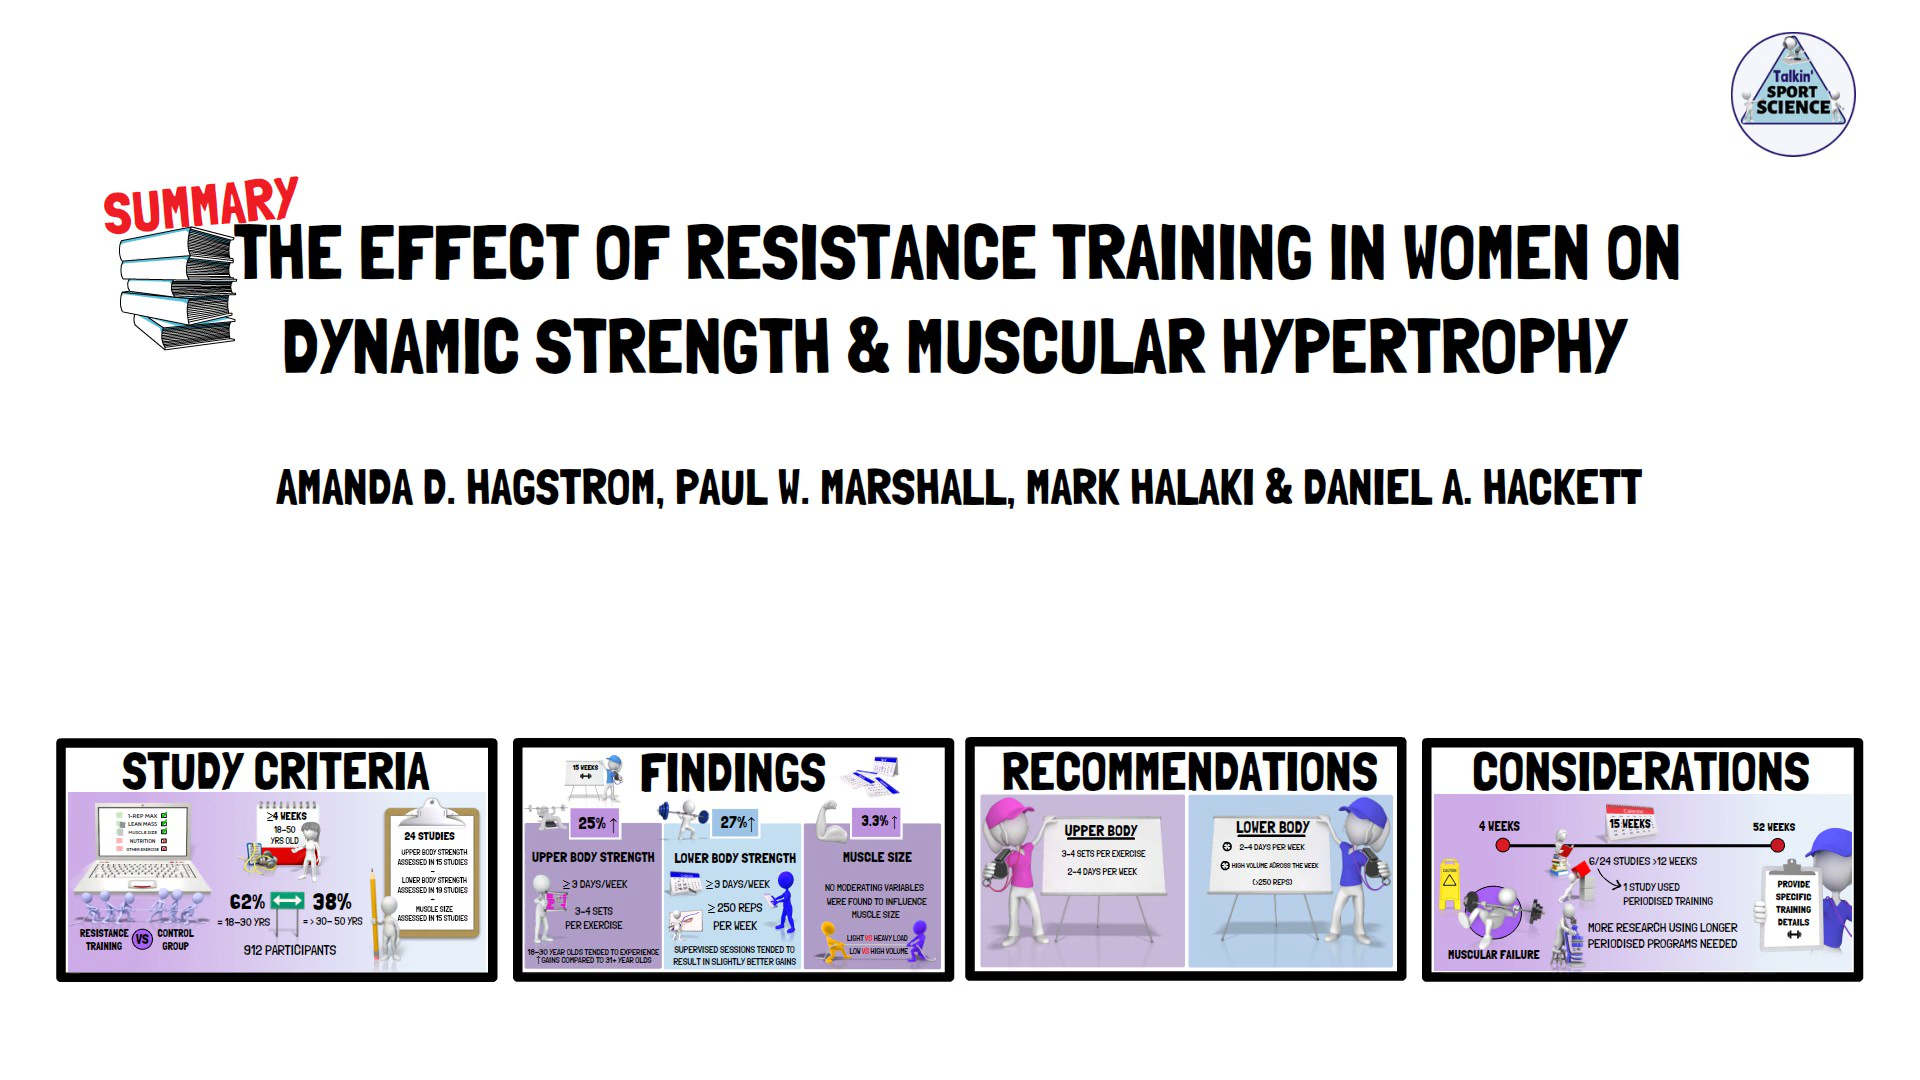 Talkin'
SPORT
SCIENCE
SUMMARY
THE EFFECT OF RESISTANCE TRAINING IN WOMEN ON
DYNAMIC STRENGTH & MUSCULAR HYPERTROPHY
AMANDA D. HAGSTROM, PAUL W. MARSHALL, MARK HALAKI & DANIEL A. HACKETT
STUDY CRITERIA
1-REP MAX
LEAN MASS
MUSCLE SIZE
NUTRITION
OTHER EXERCISE
≥4 WEEKS
18-50
YRS OLD
62% 38%
= 18-30 YRS = > 30-50 YRS
RESISTANCE
TRAINING
VS
CONTROL
GROUP
912 PARTICIPANTS
24 STUDIES
UPPER BODY STRENGTH
ASSESSED IN 15 STUDIES
-
LOWER BODY STRENGTH
ASSESSED IN 19 STUDIES
-
MUSCLE SIZE
ASSESSED IN 15 STUDIES
FINDINGS
15 WEEKS
25% ↑
UPPER BODY STRENGTH
≥3 DAYS/WEEK
3-4 SETS
PER EXERCISE
18-30 YEAR OLDS TENDED TO EXPERIENCE
↑GAINS COMPARED TO 31+ YEAR OLDS
27%↑
LOWER BODY STRENGTH
≥3 DAYS/WEEK
≥250 REPS
PER WEEK
SUPERVISED SESSIONS TENDED TO
RESULT IN SLIGHTLY BETTER GAINS
3.3%↑
MUSCLE SIZE
NO MODERATING VARIABLES
WERE FOUND TO INFLUENCE
MUSCLE SIZE
LIGHT VS HEAVY LOAD
LOW VS HIGH VOLUME
RECOMMENDATIONS
UPPER BODY
3-4 SETS PER EXERCISE
2-4 DAYS PER WEEK
LOWER BODY
2-4 DAYS PER WEEK
HIGH VOLUME ACROSS THE WEEK
(>250 REPS)
CONSIDERATIONS
4 WEEKS
15 WEEKS
52 WEEKS
6/24 STUDIES >12 WEEKS
1 STUDY USED
PERIODISED TRAINING
MORE RESEARCH USING LONGER
PERIODISED PROGRAMS NEEDED
MUSCULAR FAILURE
PROVIDE
SPECIFIC
TRAINING
DETAILS